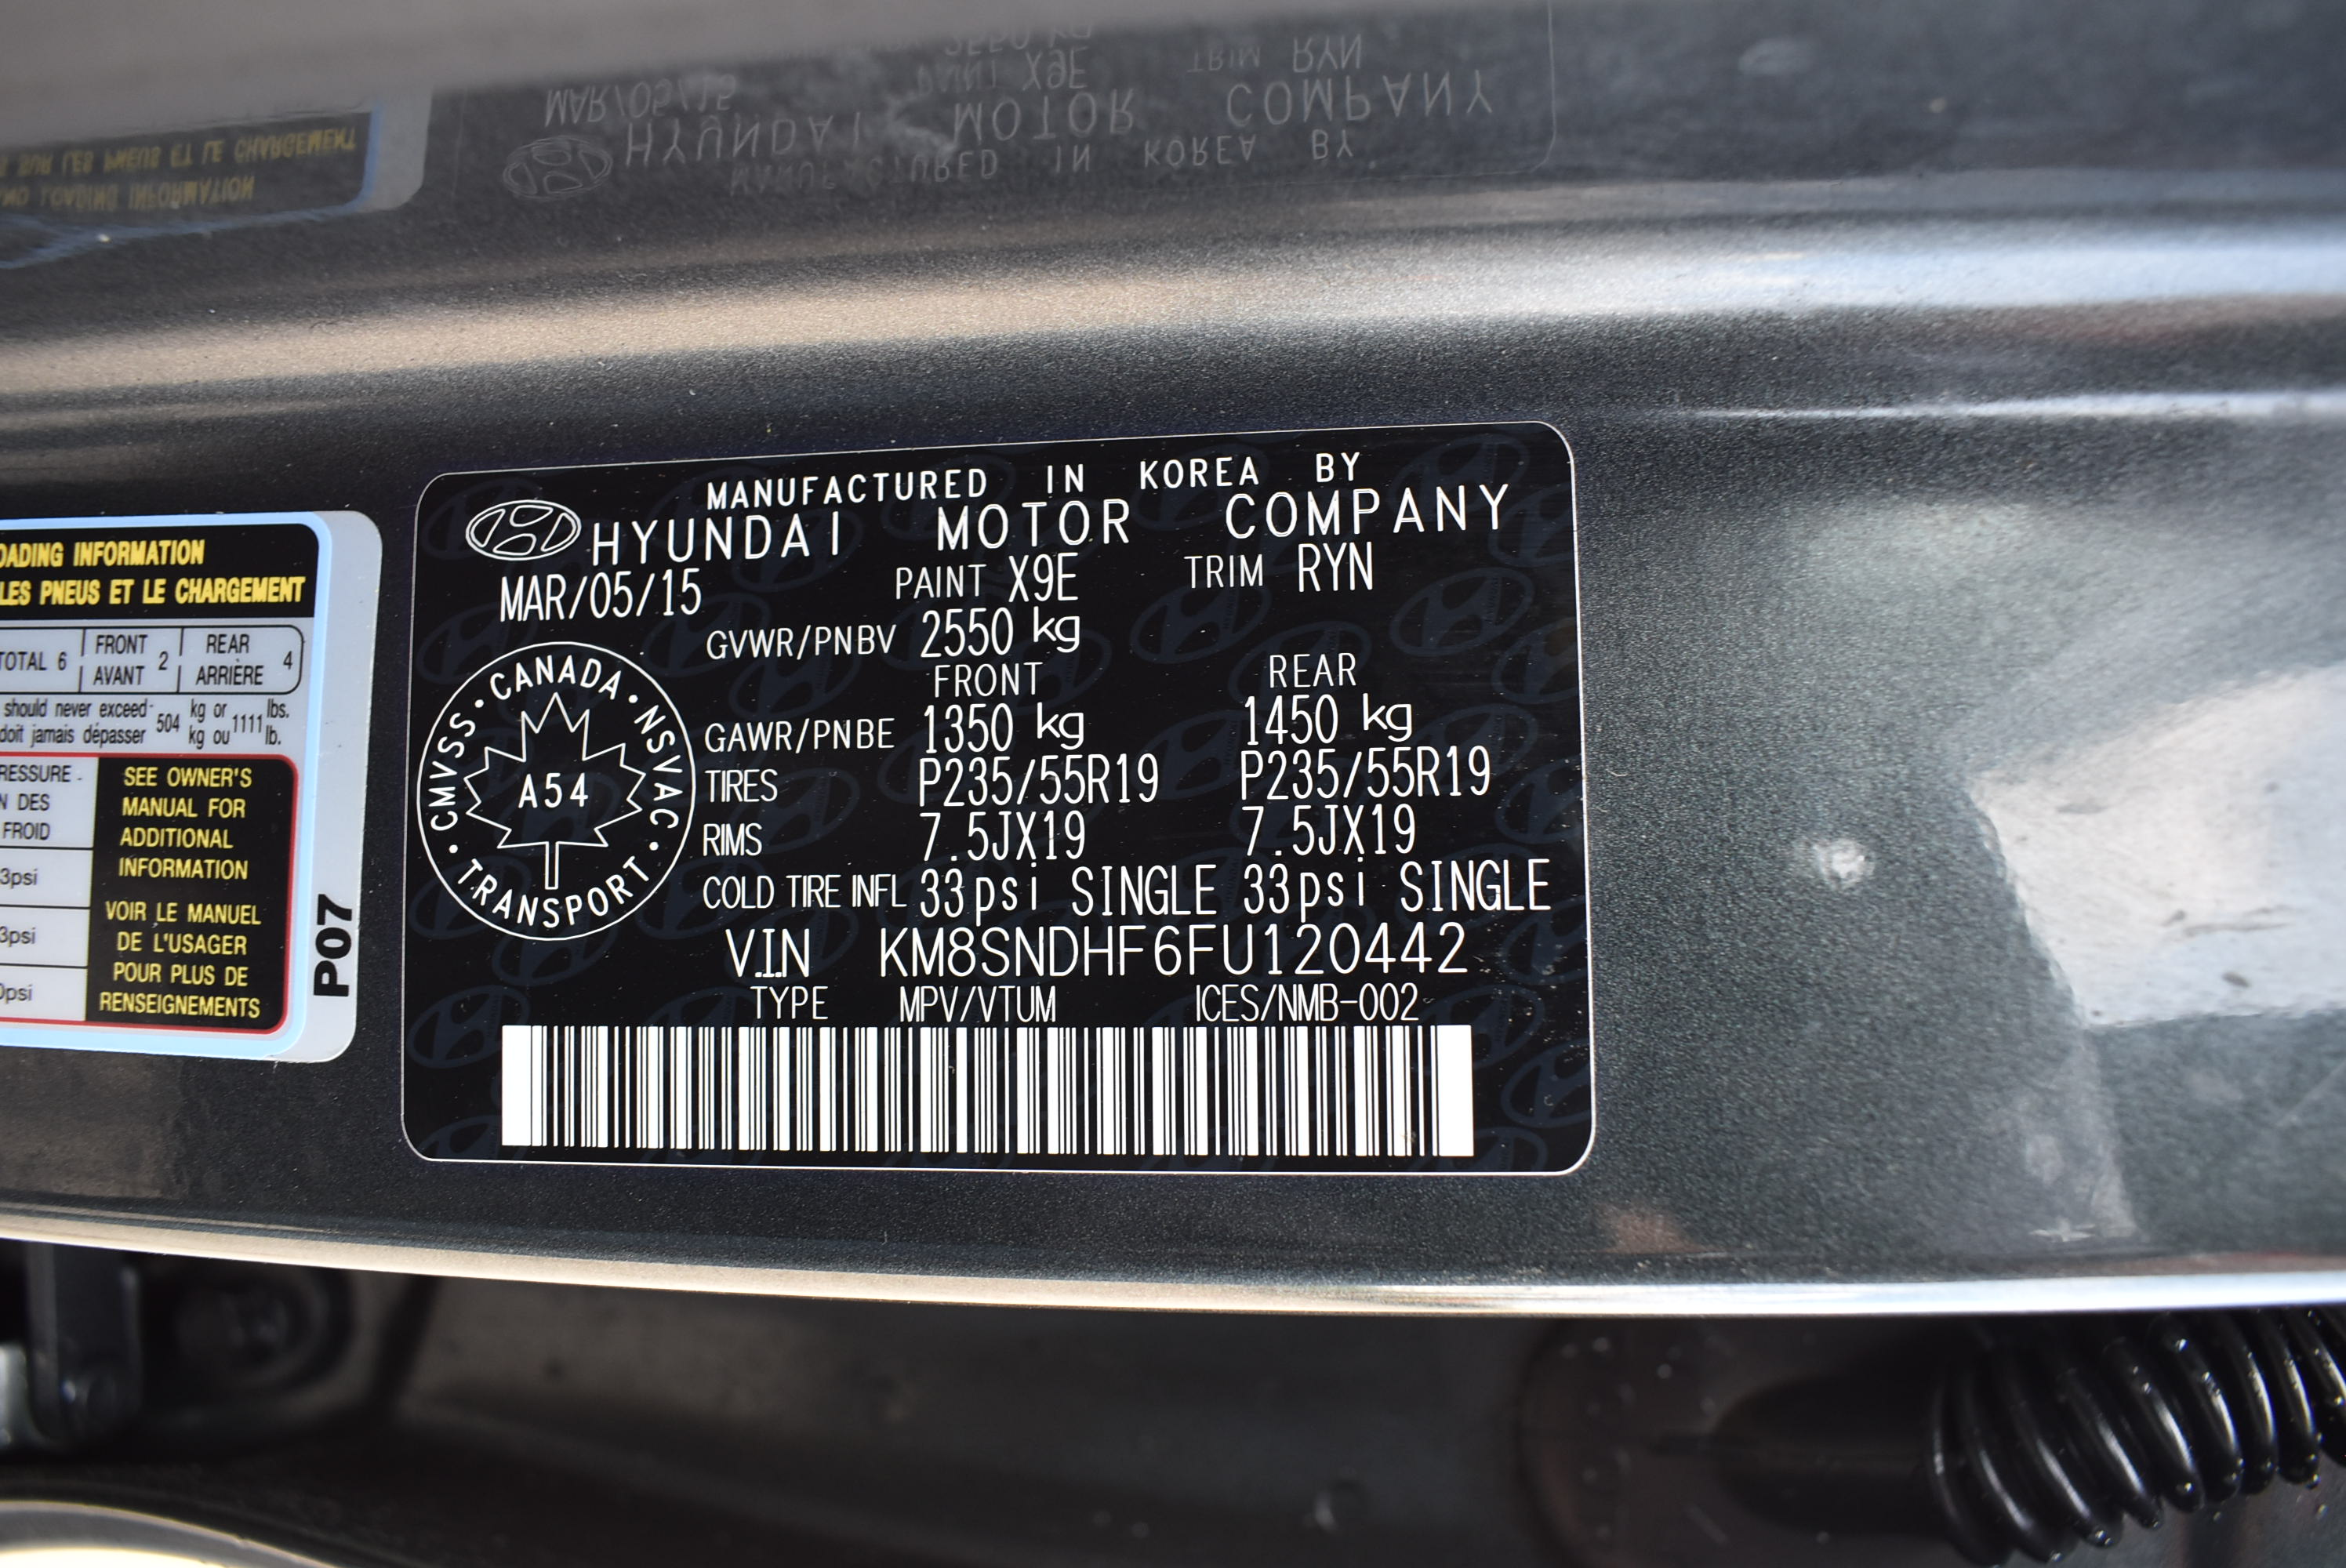 MANUFACTURED IN KOREA BY
HYUNDAI MOTOR COMPANY
MAR/05/15 PAINT X9E TRIM RYN
GVWR/PNBV 2550 kg
FRONT REAR
GAWR/PNBE 1350 kg 1450 kg
TIRES P235/55R19 P235/55R19
RIMS 7.5JX19 7.5JX19
COLD TIRE INFL 33psi SINGLE 33psi SINGLE
V.I.N KM8SNDHF6FU120442
TYPE MPV/VTUM ICES/NMB-002
CANADA · NSVAC · TRANSPORT · CMVSS ·
A54
OADING INFORMATION
LES PNEUS ET LE CHARGEMENT
TOTAL 6 FRONT AVANT 2 REAR ARRIÈRE 4
should never exceed 504 kg or 1111 lbs.
doit jamais dépasser kg ou lb.
RESSURE
N DES
FROID
3psi
3psi
0psi
SEE OWNER'S
MANUAL FOR
ADDITIONAL
INFORMATION
VOIR LE MANUEL
DE L'USAGER
POUR PLUS DE
RENSEIGNEMENTS
P07